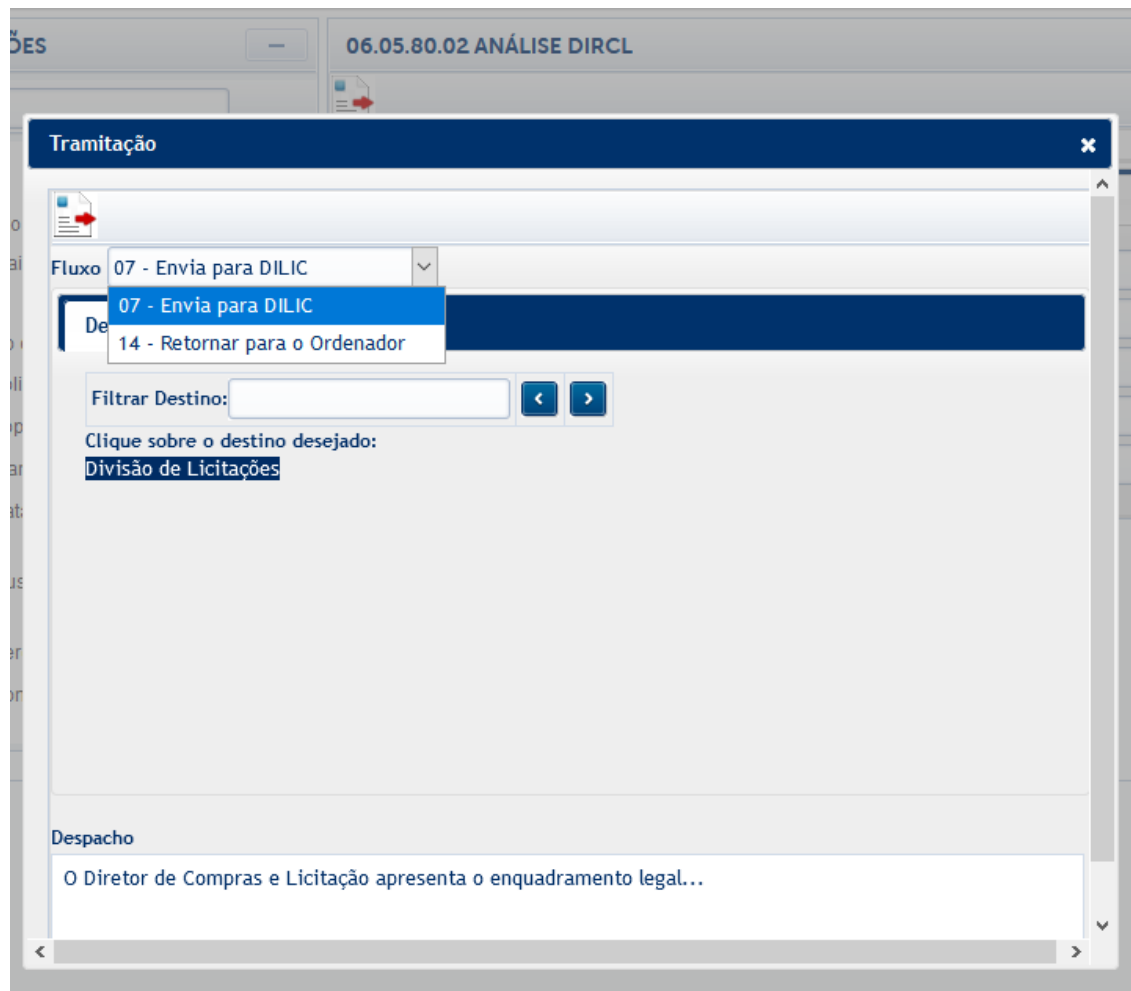 ÕES
06.05.80.02 ANÁLISE DIRCL
Tramitação
Fluxo 07 - Envia para DILIC
07 - Envia para DILIC
14 - Retornar para o Ordenador
De
Filtrar Destino:
Clique sobre o destino desejado:
Divisão de Licitações
Despacho
O Diretor de Compras e Licitação apresenta o enquadramento legal...